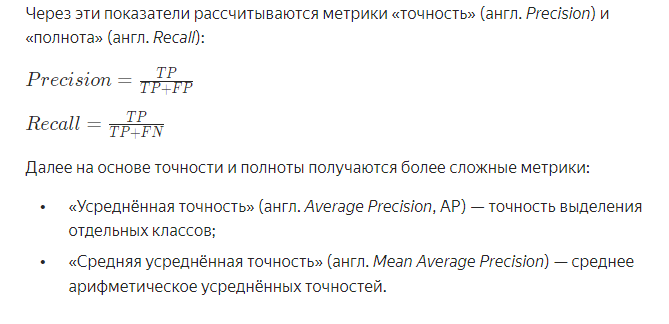 Через эти показатели рассчитываются метрики «точность» (англ. Precision) и
«полнота» (англ. Recall):
Precision = TP / TP+FP
Recall = TP / TP+FN
Далее на основе точности и полноты получаются более сложные метрики:
• «Усреднённая точность» (англ. Average Precision, AP) — точность выделения
отдельных классов;
• «Средняя усреднённая точность» (англ. Mean Average Precision) — среднее
арифметическое усреднённых точностей.